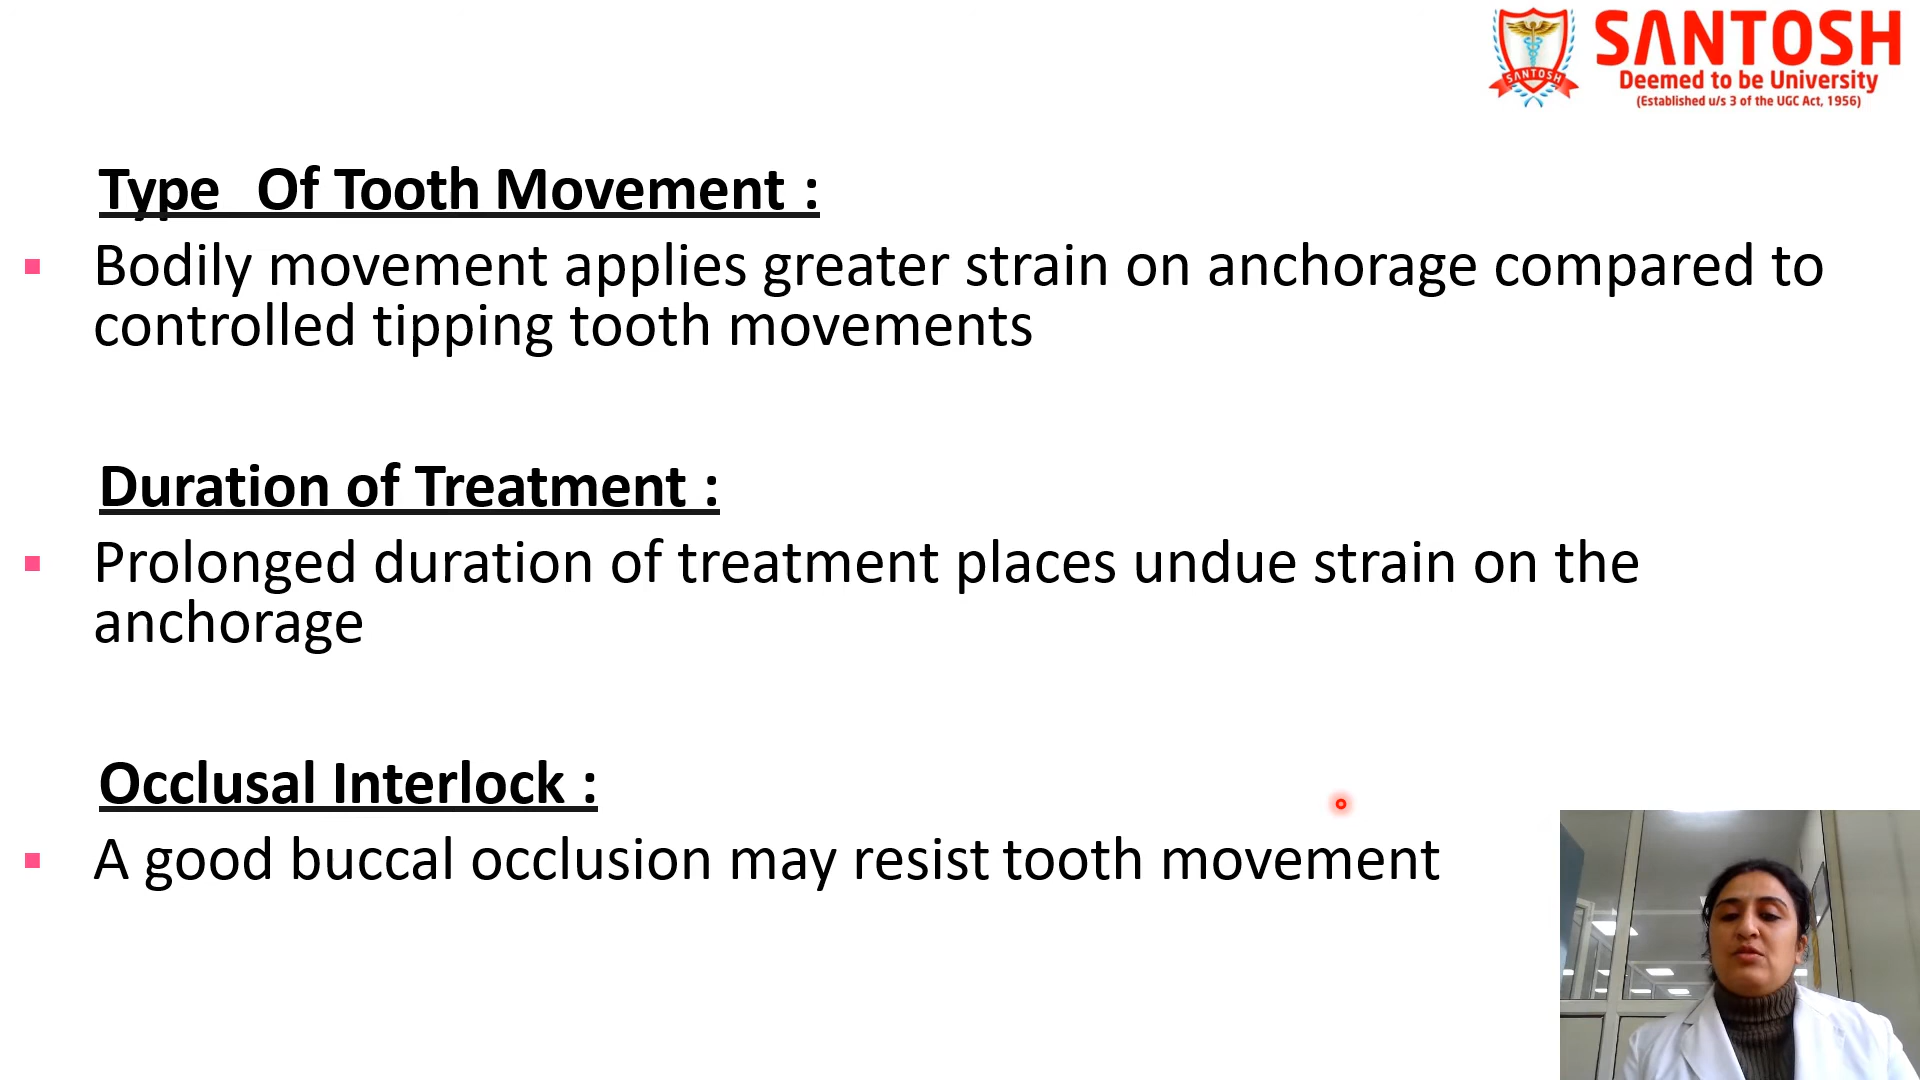 SANTOSH
SANTOSH
Deemed to be University
(Established u/s 3 of the UGC Act, 1956)
Type Of Tooth Movement :
Bodily movement applies greater strain on anchorage compared to
controlled tipping tooth movements
Duration of Treatment :
Prolonged duration of treatment places undue strain on the
anchorage
Occlusal Interlock :
A good buccal occlusion may resist tooth movement